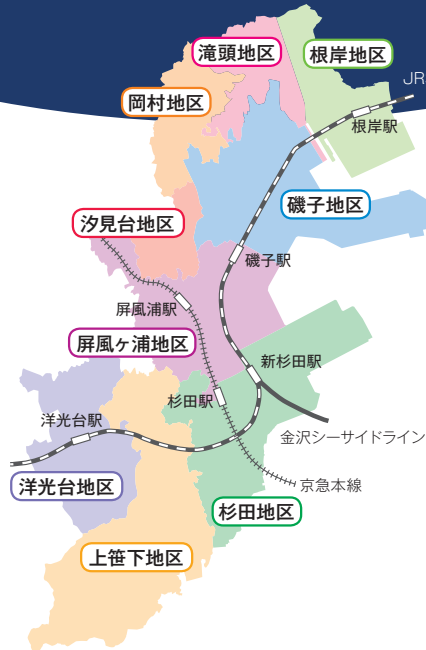 滝頭地区
根岸地区
JR
岡村地区
根岸駅
磯子地区
汐見台地区
磯子駅
屏風浦駅
屏風ヶ浦地区
新杉田駅
杉田駅
洋光台駅
金沢シーサイドライン
京急本線
洋光台地区
杉田地区
上笹下地区